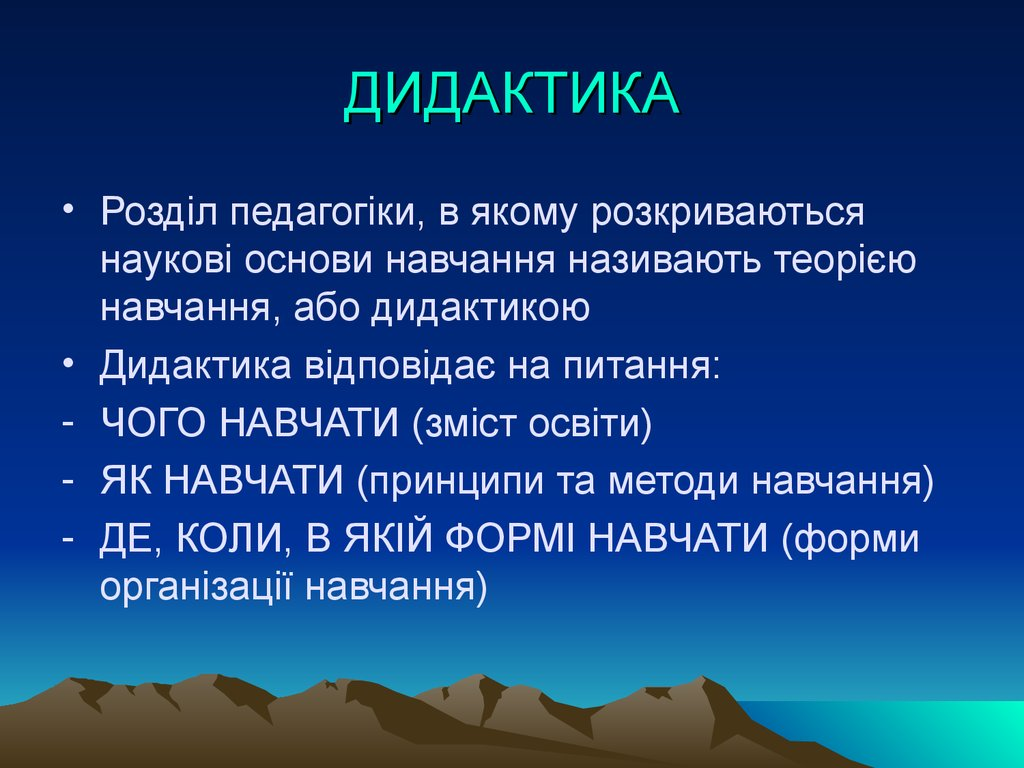 ДИДАКТИКА
• Розділ педагогіки, в якому розкриваються
наукові основи навчання називають теорією
навчання, або дидактикою
• Дидактика відповідає на питання:
- ЧОГО НАВЧАТИ (зміст освіти)
- ЯК НАВЧАТИ (принципи та методи навчання)
- ДЕ, КОЛИ, В ЯКІЙ ФОРМІ НАВЧАТИ (форми
організації навчання)